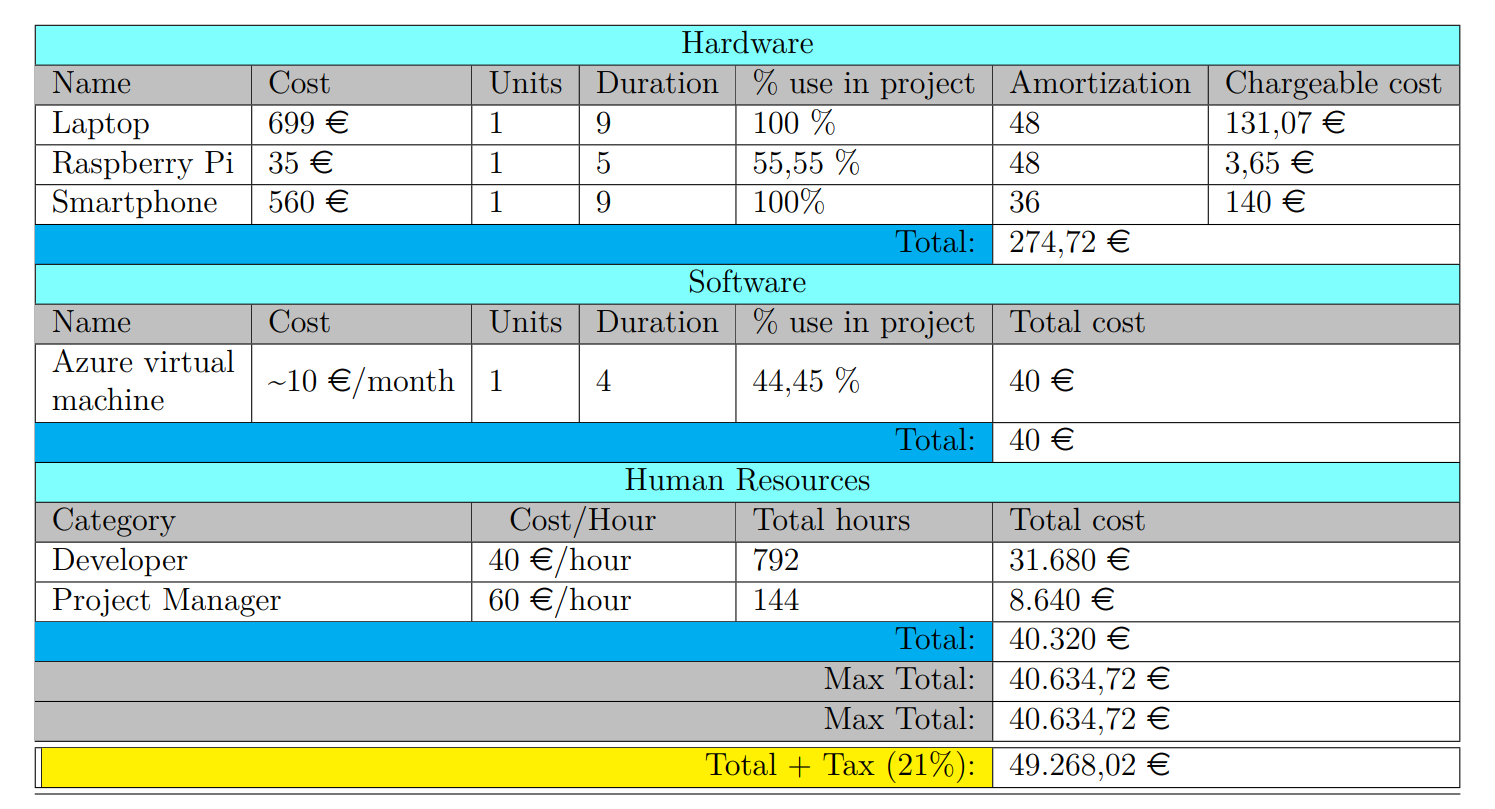 Hardware
Name Cost Units Duration % use in project Amortization Chargeable cost
Laptop 699 € 1 9 100 % 48 131,07 €
Raspberry Pi 35 € 1 5 55,55 % 48 3,65 €
Smartphone 560 € 1 9 100% 36 140 €
Total: 274,72 €
Software
Name Cost Units Duration % use in project Total cost
Azure virtual machine ~10 €/month 1 4 44,45 % 40 €
Total: 40 €
Human Resources
Category Cost/Hour Total hours Total cost
Developer 40 €/hour 792 31.680 €
Project Manager 60 €/hour 144 8.640 €
Total: 40.320 €
Max Total: 40.634,72 €
Max Total: 40.634,72 €
Total + Tax (21%): 49.268,02 €